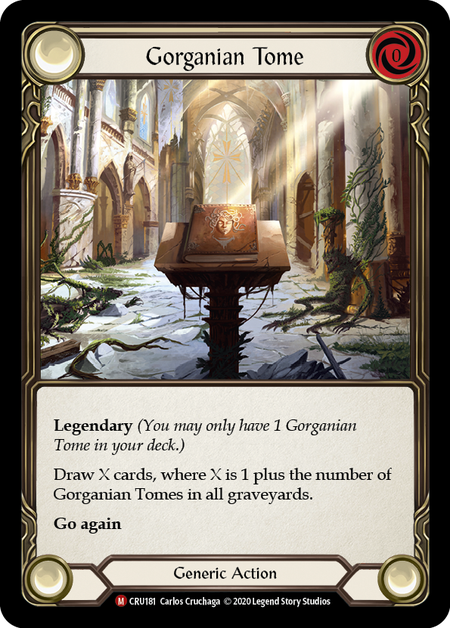 Gorganian Tome
0
Legendary (You may only have 1 Gorganian
Tome in your deck.)
Draw X cards, where X is 1 plus the number of
Gorganian Tomes in all graveyards.
Go again
Generic Action
M CRU181 Carlos Cruchaga © 2020 Legend Story Studios